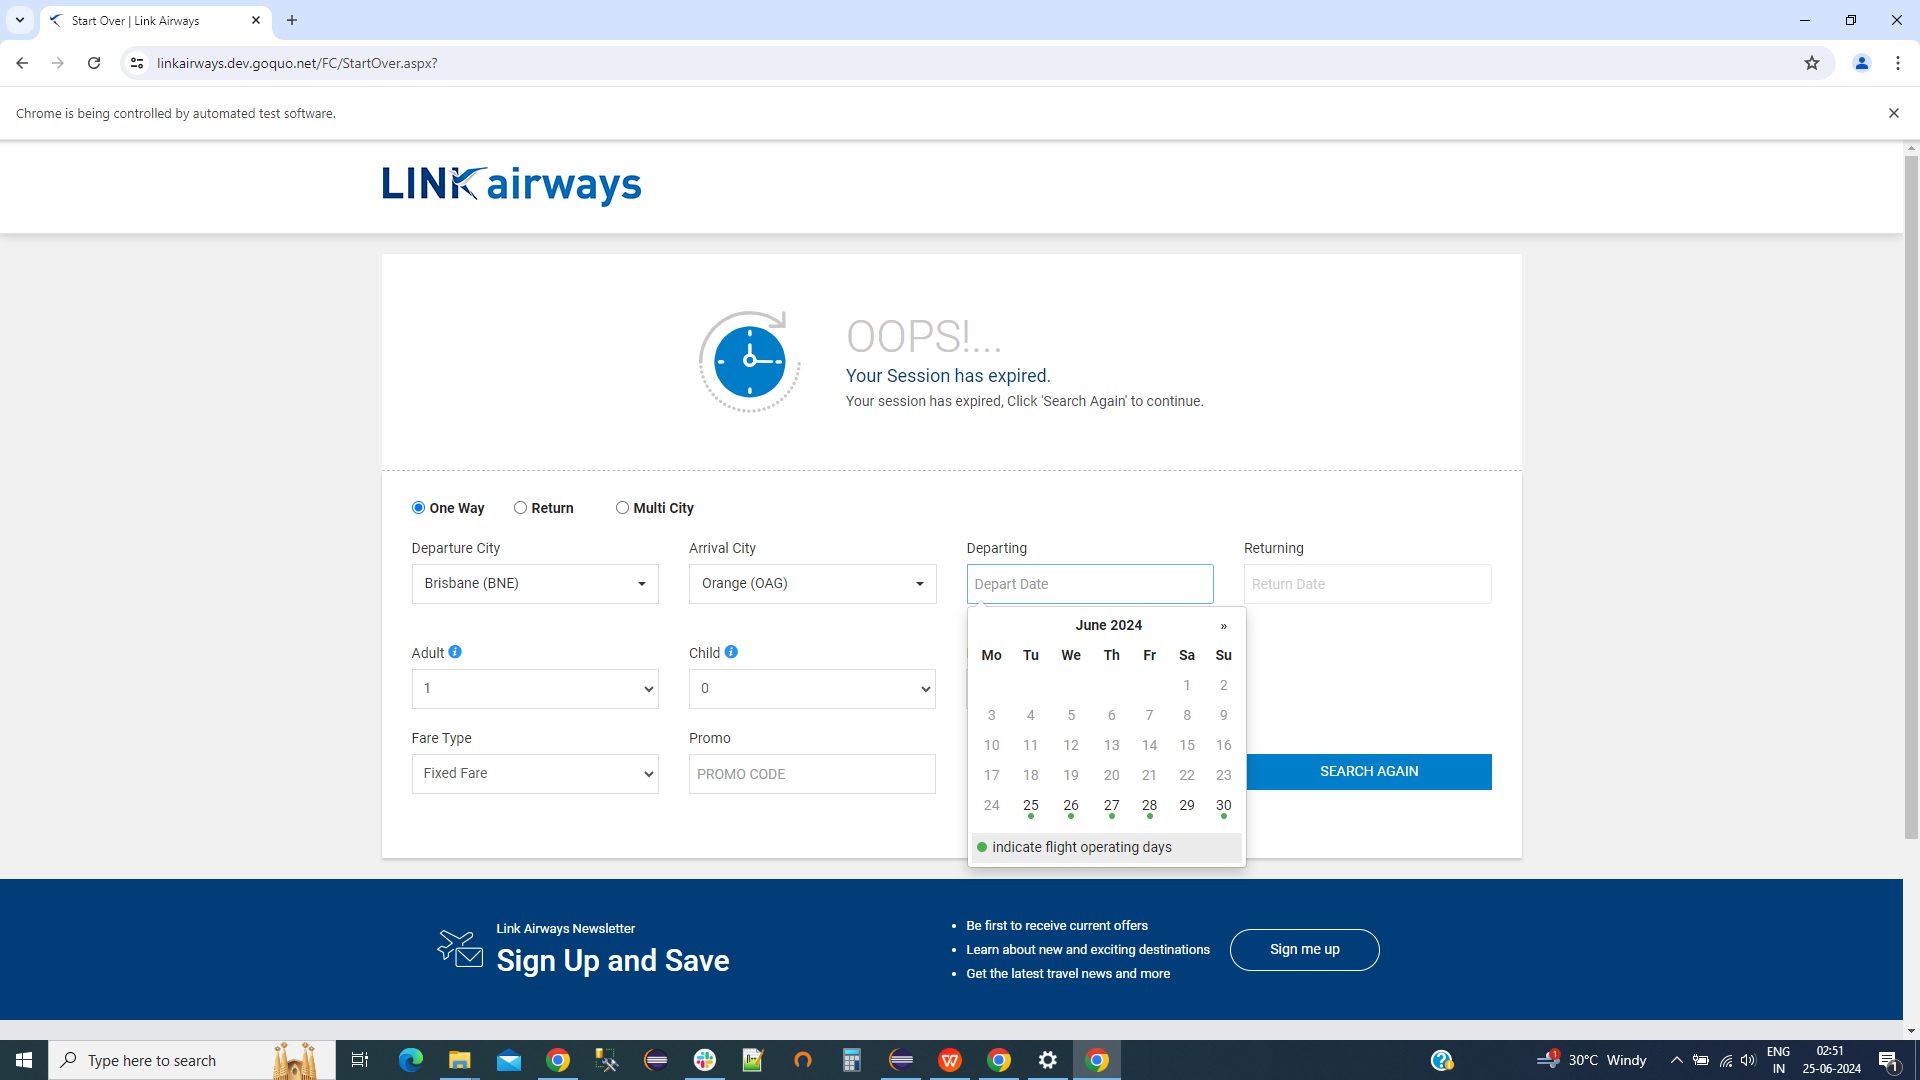 Start Over | Link Airways
linkairways.dev.goquo.net/FC/StartOver.aspx?
Chrome is being controlled by automated test software.
LINK airways
OOPS!...
Your Session has expired.
Your session has expired, Click 'Search Again' to continue.
One Way Return Multi City
Departure City Arrival City Departing Returning
Brisbane (BNE) Orange (OAG) Depart Date Return Date
June 2024 »
Mo Tu We Th Fr Sa Su
1 2
3 4 5 6 7 8 9
10 11 12 13 14 15 16
17 18 19 20 21 22 23
24 25 26 27 28 29 30
indicate flight operating days
Adult Child
1 0
Fare Type Promo
Fixed Fare PROMO CODE SEARCH AGAIN
Link Airways Newsletter
Sign Up and Save
• Be first to receive current offers
• Learn about new and exciting destinations
• Get the latest travel news and more
Sign me up
Type here to search
30°C Windy
ENG
IN
02:51
25-06-2024
1
1